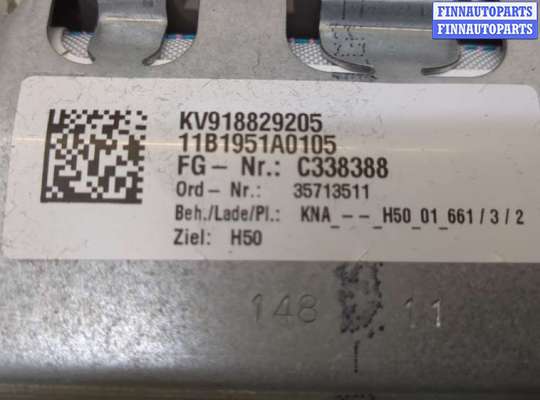 FINNAUTOPARTS
FINNAUTOPARTS
FINNAUTOPARTS
KV918829205
11B1951A0105
FG – Nr.: C338388
Ord – Nr.: 35713511
Beh./Lade/Pl.: KNA_ – – _H50_01_661 / 3 / 2
Ziel: H50
148 11